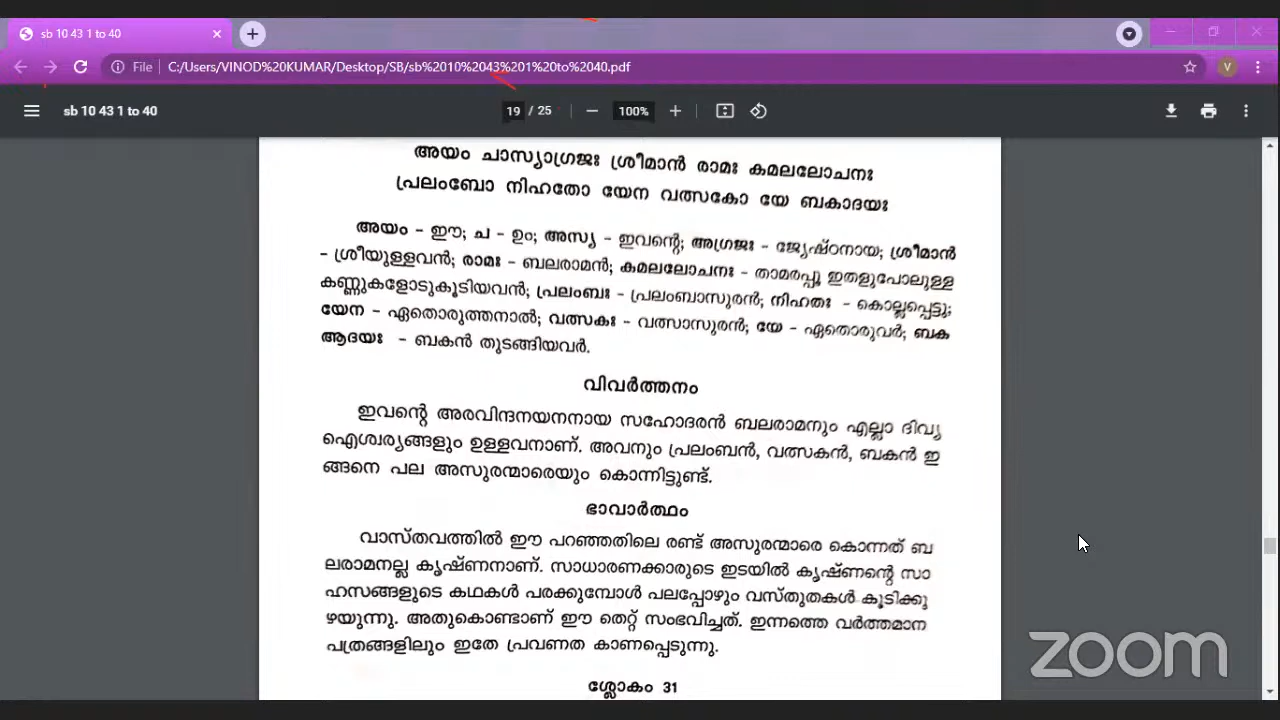 sb 10 43 1 to 40
File C:/Users/VINOD%20KUMAR/Desktop/SB/sb%2010%2043%201%20to%2040.pdf
V
sb 10 43 1 to 40
19 / 25
100%
അയം ചാസ്യാഗ്രജഃ ശ്രീമാൻ രാമഃ കമലലോചനഃ
പ്രലംബോ നിഹതോ യേന വത്സകോ യേ ബകാദയഃ
അയം - ഈ; ച - ഉം; അസ്യ - ഇവന്റെ; അഗ്രജഃ - ജ്യേഷ്ഠനായ; ശ്രീമാൻ
- ശ്രീയുള്ളവൻ; രാമഃ - ബലരാമൻ; കമലലോചനഃ - താമരപ്പൂ ഇതളുപോലുള്ള
കണ്ണുകളോടുകൂടിയവൻ; പ്രലംബഃ - പ്രലംബാസുരൻ; നിഹതഃ - കൊല്ലപ്പെട്ടു;
യേന - ഏതൊരുത്തനാൽ; വത്സകഃ - വത്സാസുരൻ; യേ - ഏതൊരുവർ; ബക
ആദയഃ - ബകൻ തുടങ്ങിയവർ.
വിവർത്തനം
ഇവന്റെ അരവിന്ദനയനനായ സഹോദരൻ ബലരാമനും എല്ലാ ദിവ്യ
ഐശ്വര്യങ്ങളും ഉള്ളവനാണ്. അവനും പ്രലംബൻ, വത്സകൻ, ബകൻ ഇ
ങ്ങനെ പല അസുരന്മാരെയും കൊന്നിട്ടുണ്ട്.
ഭാവാർത്ഥം
വാസ്തവത്തിൽ ഈ പറഞ്ഞതിലെ രണ്ട് അസുരന്മാരെ കൊന്നത് ബ
ലരാമനല്ല കൃഷ്ണനാണ്. സാധാരണക്കാരുടെ ഇടയിൽ കൃഷ്ണന്റെ സാ
ഹസങ്ങളുടെ കഥകൾ പരക്കുമ്പോൾ പലപ്പോഴും വസ്തുതകൾ കൂടിക്കു
ഴയുന്നു. അതുകൊണ്ടാണ് ഈ തെറ്റ് സംഭവിച്ചത്. ഇന്നത്തെ വർത്തമാന
പത്രങ്ങളിലും ഇതേ പ്രവണത കാണപ്പെടുന്നു.
ശ്ലോകം 31
zoom